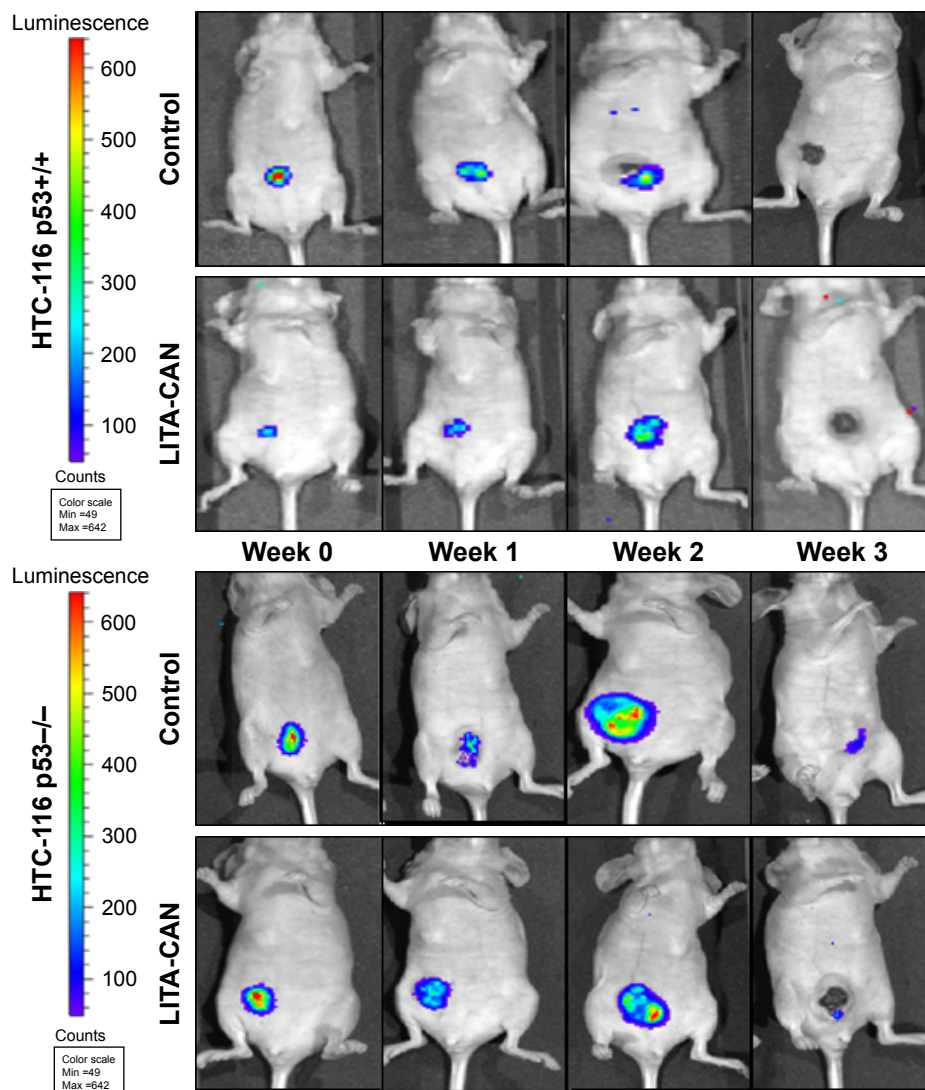 Luminescence
600
500
400
300
200
100
HTC-116 p53+/+
Counts
Color scale
Min =49
Max =642
Control
LITA-CAN
Week 0
Week 1
Week 2
Week 3
Luminescence
600
500
400
300
200
100
HTC-116 p53–/–
Counts
Color scale
Min =49
Max =642
Control
LITA-CAN